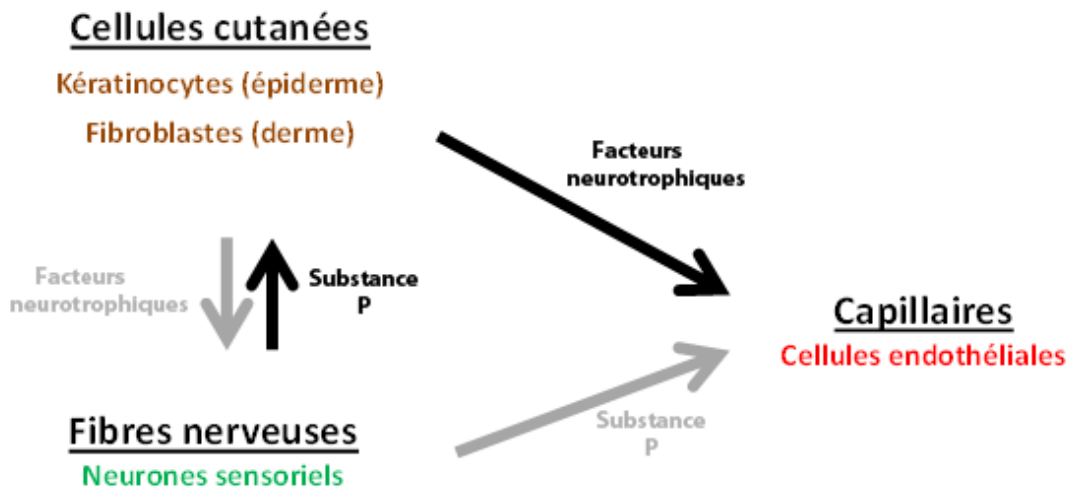 Cellules cutanées
Kératinocytes (épiderme)
Fibroblastes (derme)
Facteurs
neurotrophiques
Facteurs
neurotrophiques
Substance
P
Capillaires
Cellules endothéliales
Substance
P
Fibres nerveuses
Neurones sensoriels